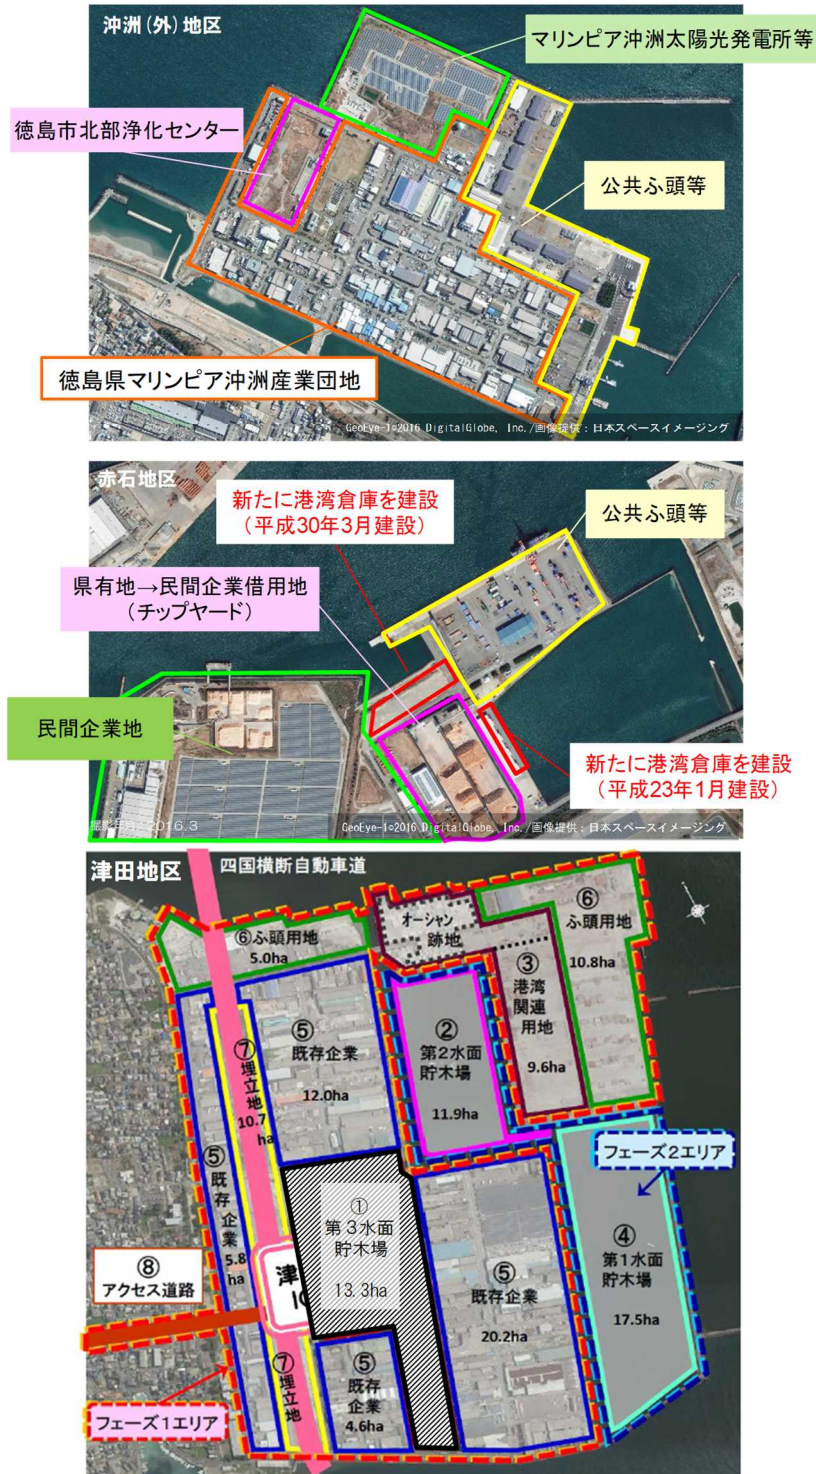 沖洲(外)地区
マリンピア沖洲太陽光発電所等
徳島市北部浄化センター
公共ふ頭等
徳島県マリンピア沖洲産業団地
GeoEye-1©2016 DigitalGlobe, Inc./画像提供：日本スペースイメージング
赤石地区
新たに港湾倉庫を建設
（平成30年3月建設）
公共ふ頭等
県有地→民間企業借用地
（チップヤード）
民間企業地
新たに港湾倉庫を建設
（平成23年1月建設）
2016.3
GeoEye-1©2016 DigitalGlobe, Inc./画像提供：日本スペースイメージング
津田地区
四国横断自動車道
⑥ふ頭用地
5.0ha
オーシャン
跡地
⑥
ふ頭用地
10.8ha
③
港湾
関連
用地
9.6ha
⑤
既存企業
12.0ha
②
第2水面
貯木場
11.9ha
⑦埋立地
10.7
ha
⑤
既存企業
5.8
ha
フェーズ2エリア
①
第3水面
貯木場
13.3ha
④
第1水面
貯木場
17.5ha
⑤
既存企業
20.2ha
⑧
アクセス道路
津
IC
⑦埋立地
⑤
既存
企業
4.6ha
フェーズ1エリア